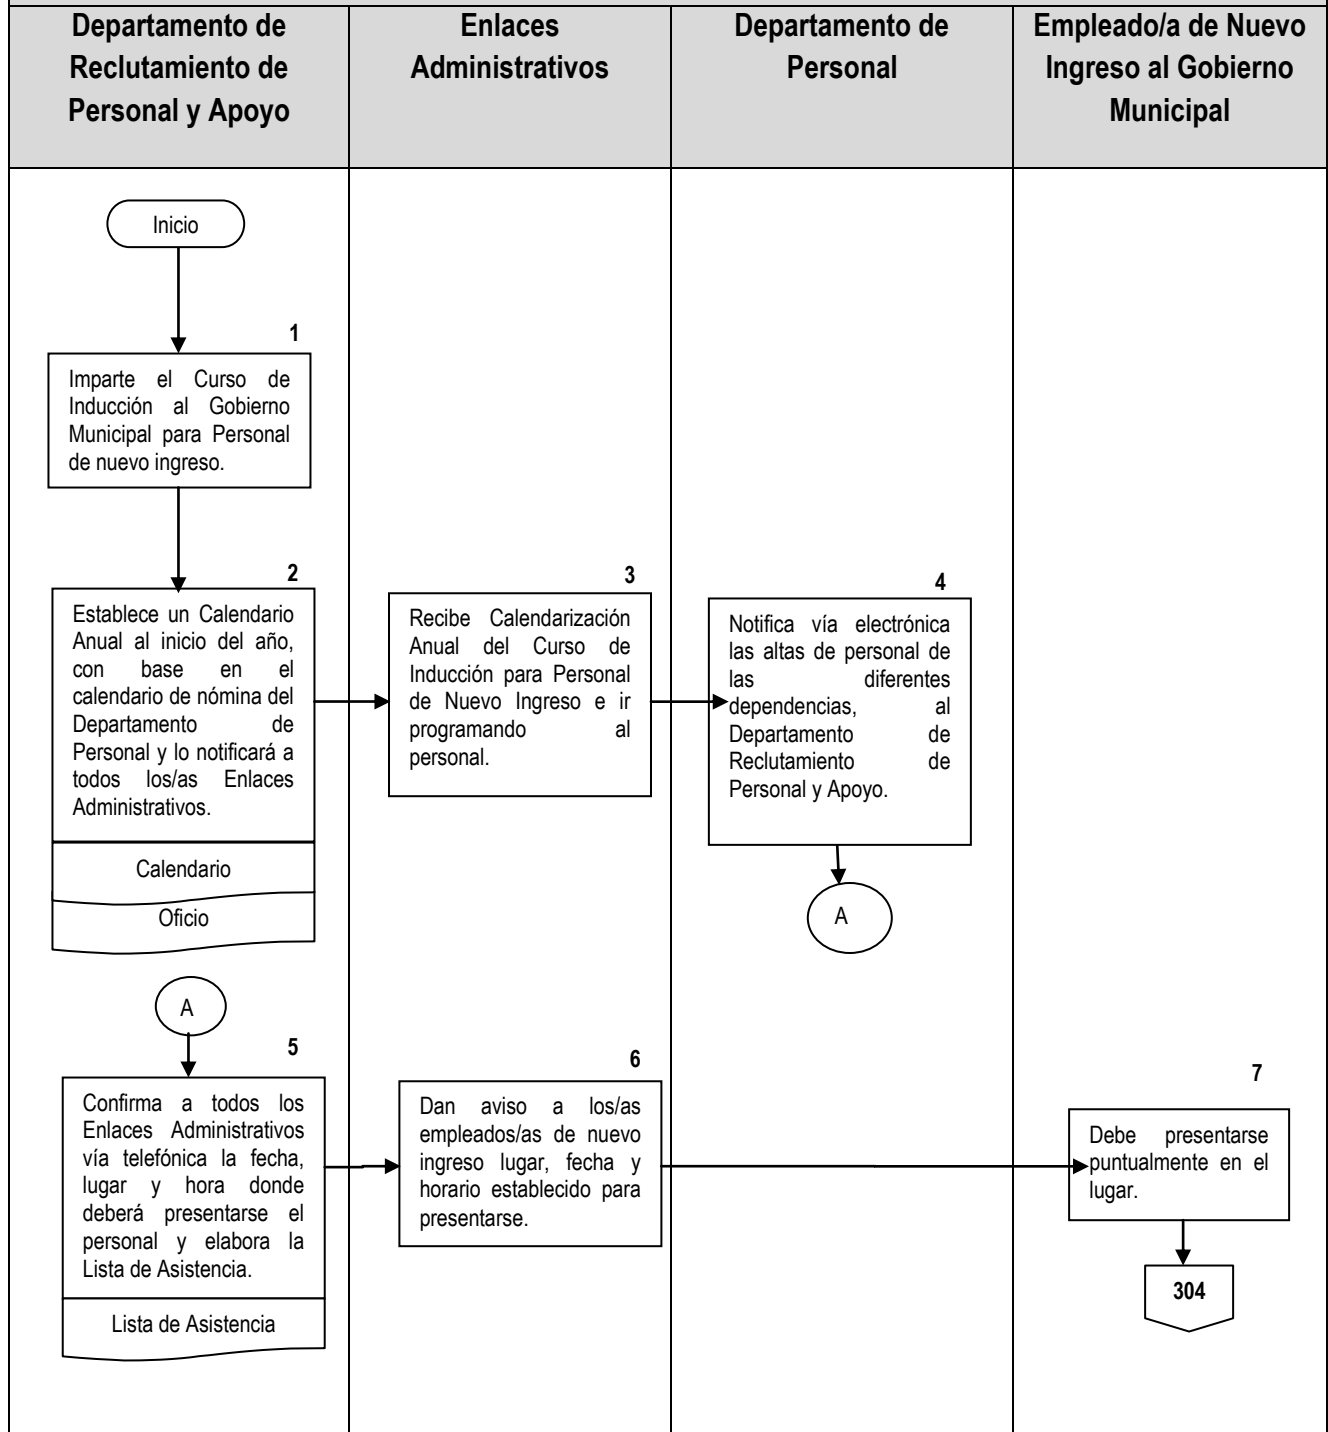 Departamento de
Reclutamiento de
Personal y Apoyo
Enlaces
Administrativos
Departamento de
Personal
Empleado/a de Nuevo
Ingreso al Gobierno
Municipal
Inicio
1
Imparte el Curso de
Inducción al Gobierno
Municipal para Personal
de nuevo ingreso.
2
Establece un Calendario
Anual al inicio del año,
con base en el
calendario de nómina del
Departamento de
Personal y lo notificará a
todos los/as Enlaces
Administrativos.
Calendario
Oficio
3
Recibe Calendarización
Anual del Curso de
Inducción para Personal
de Nuevo Ingreso e ir
programando al
personal.
4
Notifica vía electrónica
las altas de personal de
las diferentes
dependencias, al
Departamento de
Reclutamiento de
Personal y Apoyo.
A
A
5
Confirma a todos los
Enlaces Administrativos
vía telefónica la fecha,
lugar y hora donde
deberá presentarse el
personal y elabora la
Lista de Asistencia.
Lista de Asistencia
6
Dan aviso a los/as
empleados/as de nuevo
ingreso lugar, fecha y
horario establecido para
presentarse.
7
Debe presentarse
puntualmente en el
lugar.
304